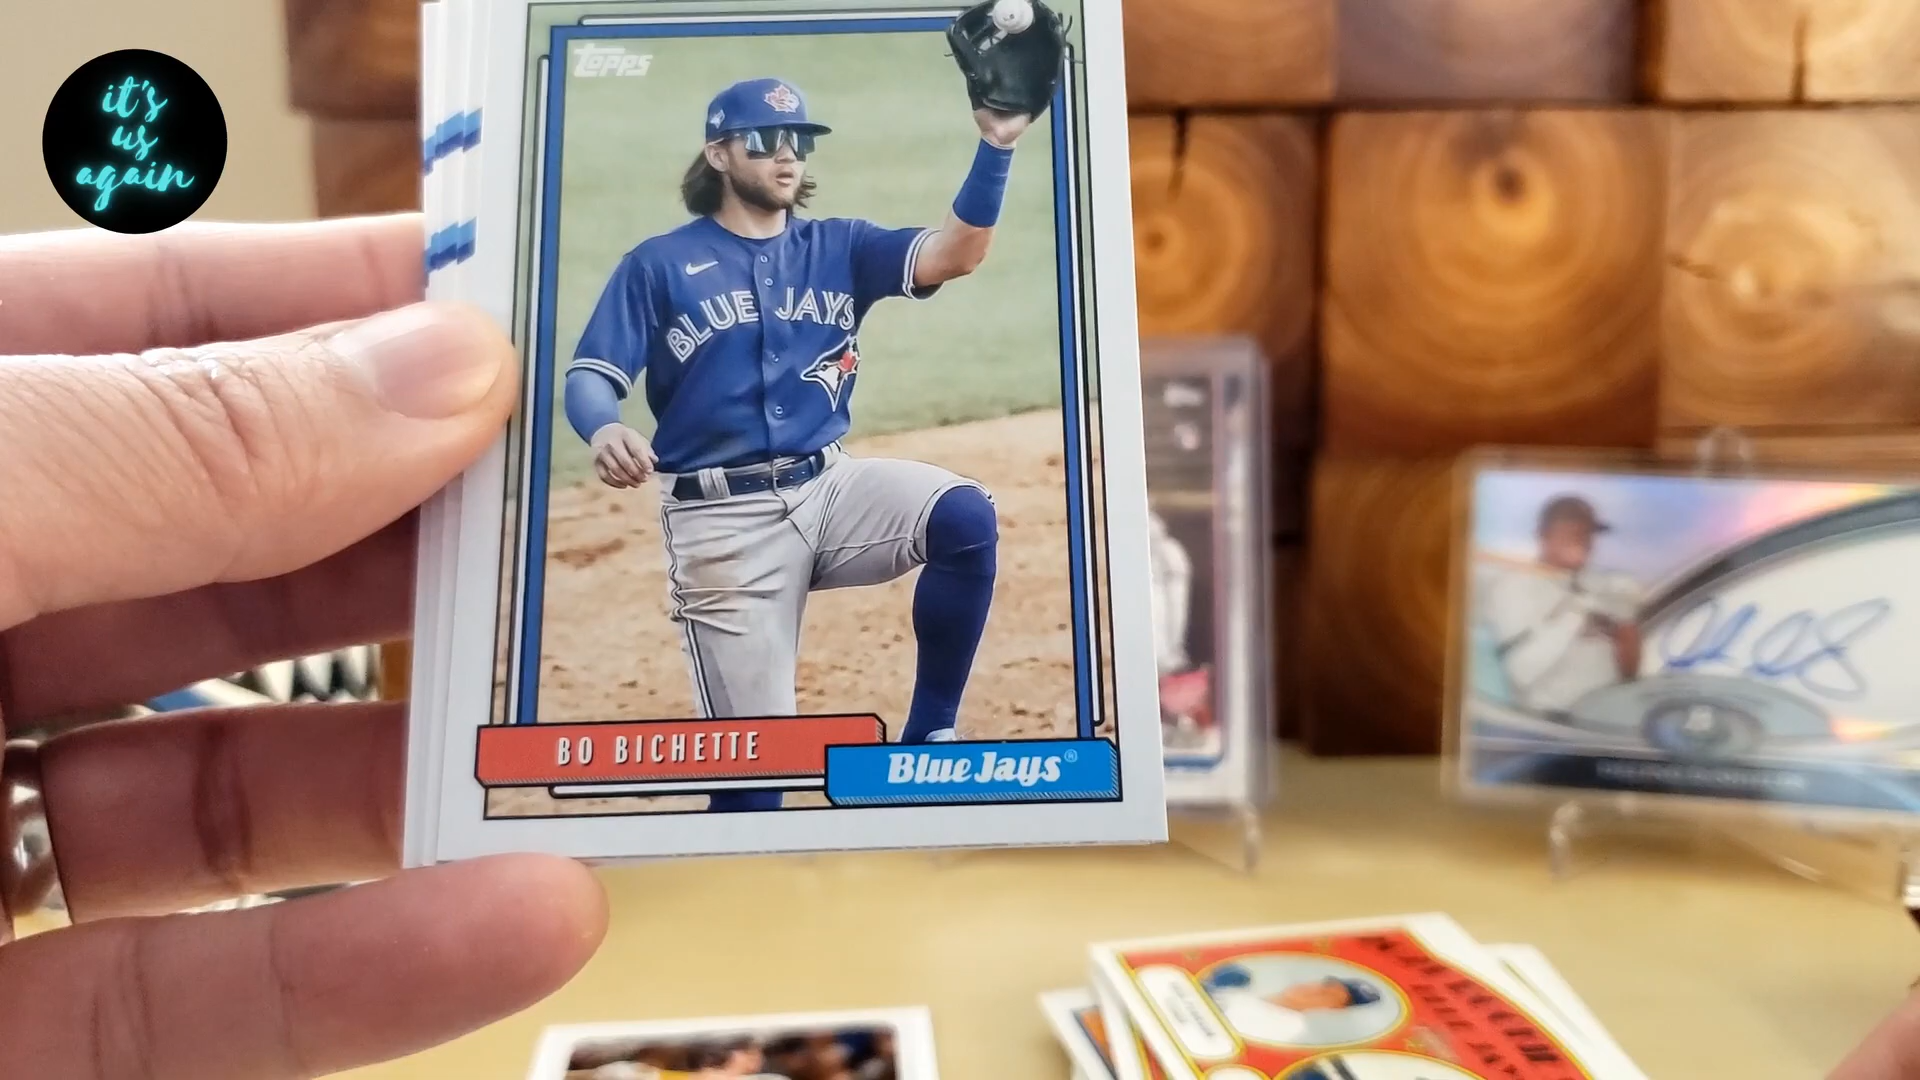 it's
us
again
Topps
BLUE JAYS
BO BICHETTE
Blue Jays®